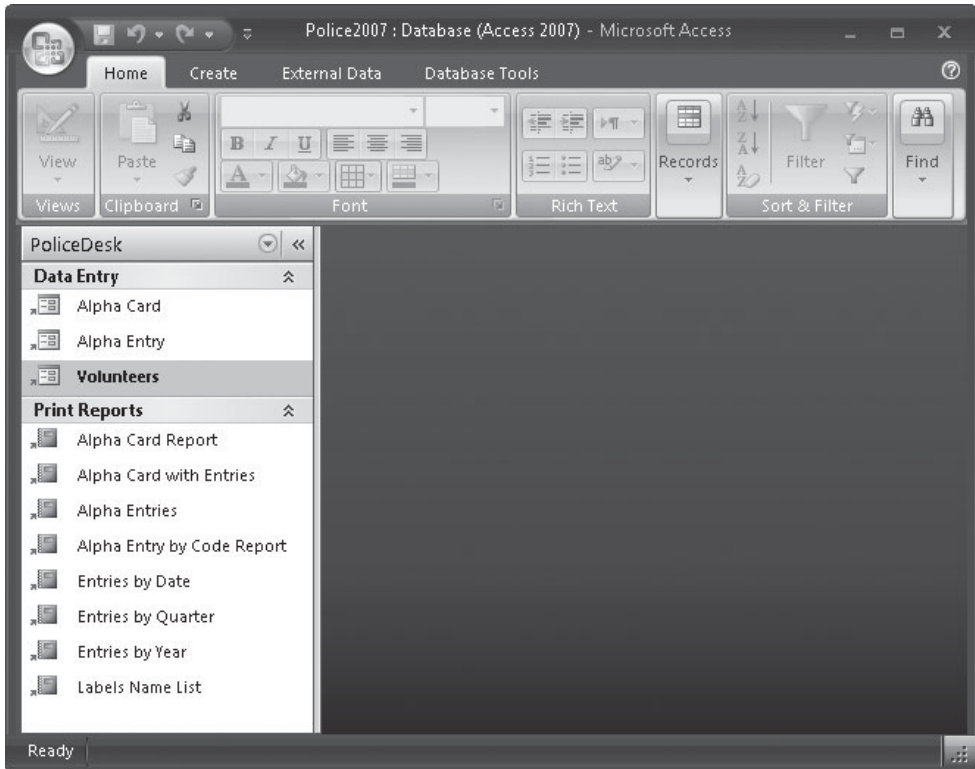 Police2007 : Database (Access 2007) - Microsoft Access
Home Create External Data Database Tools
View Paste B I U A ab Records A Z Z A A Z Filter Find
Views Clipboard Font Rich Text Sort & Filter
PoliceDesk
Data Entry
Alpha Card
Alpha Entry
Volunteers
Print Reports
Alpha Card Report
Alpha Card with Entries
Alpha Entries
Alpha Entry by Code Report
Entries by Date
Entries by Quarter
Entries by Year
Labels Name List
Ready